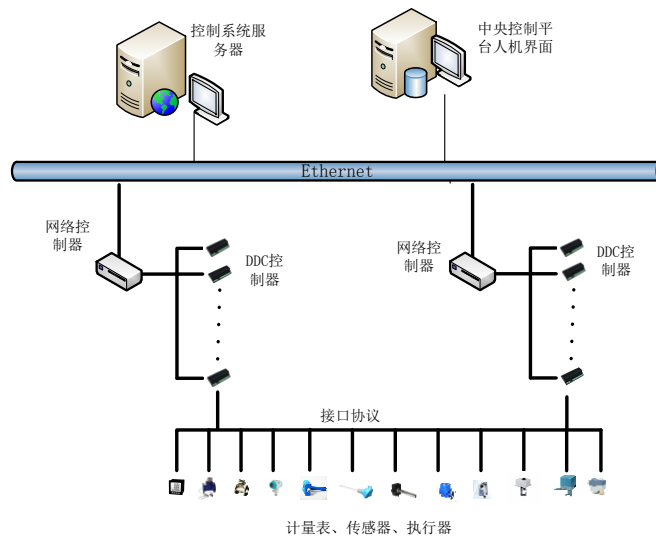 控制系统服
务器
中央控制平
台人机界面
Ethernet
网络控
制器
DDC控
制器
网络控
制器
DDC控
制器
接口协议
计量表、传感器、执行器